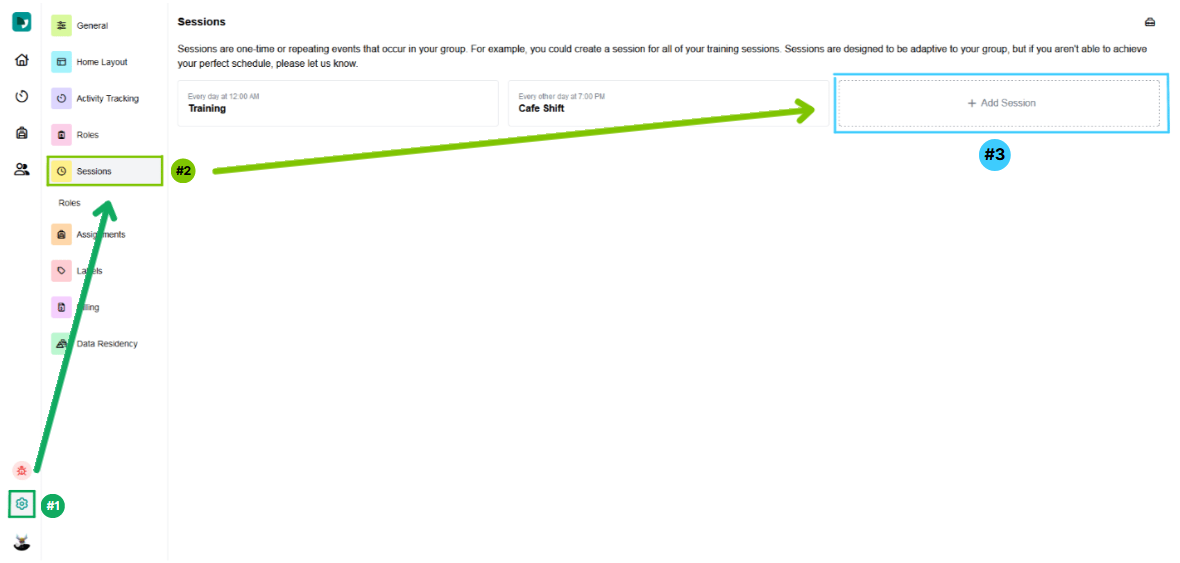 General
Home Layout
Activity Tracking
Roles
Sessions
#2
Roles
Assignments
Labels
Billing
Data Residency
#1
Sessions
Sessions are one-time or repeating events that occur in your group. For example, you could create a session for all of your training sessions. Sessions are designed to be adaptive to your group, but if you aren't able to achieve
your perfect schedule, please let us know.
Every day at 12:00 AM
Training
Every other day at 7:00 PM
Cafe Shift
+ Add Session
#3